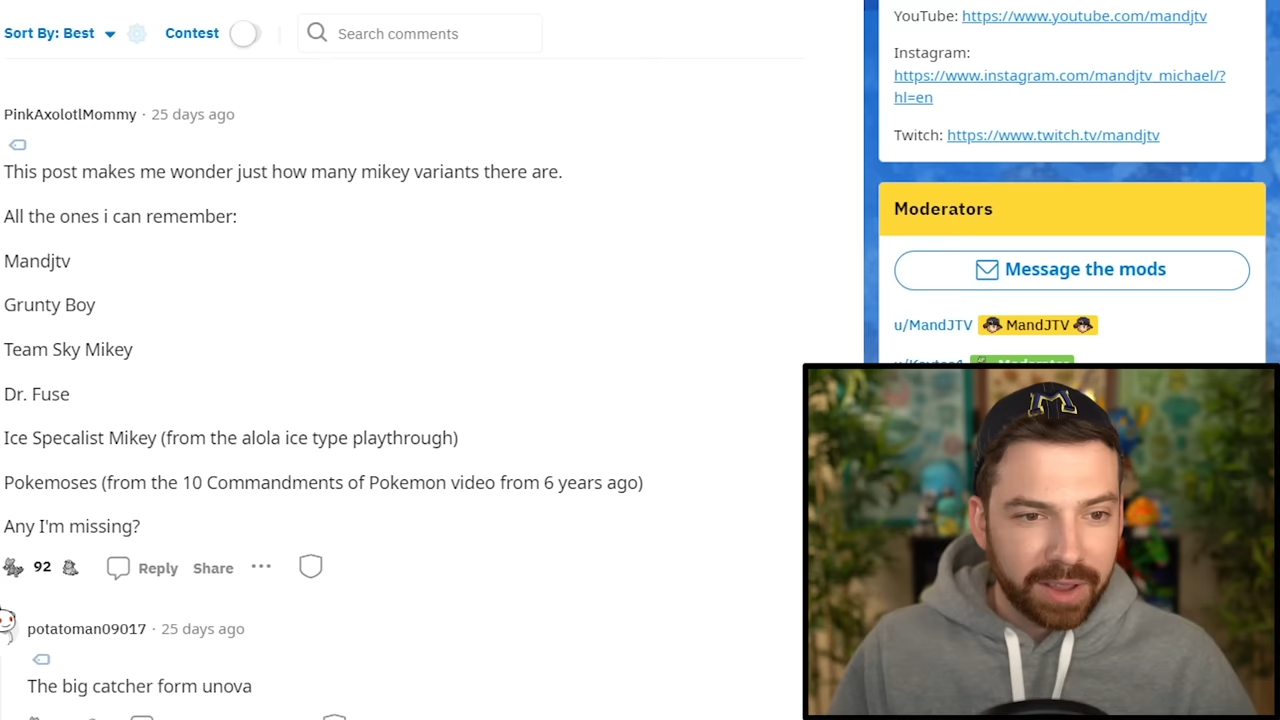 Sort By: Best
Contest
Search comments
PinkAxolotlMommy · 25 days ago
This post makes me wonder just how many mikey variants there are.
All the ones i can remember:
Mandjtv
Grunty Boy
Team Sky Mikey
Dr. Fuse
Ice Specalist Mikey (from the alola ice type playthrough)
Pokemoses (from the 10 Commandments of Pokemon video from 6 years ago)
Any I'm missing?
92
Reply Share ···
potatoman09017 · 25 days ago
The big catcher form unova
YouTube: https://www.youtube.com/mandjtv
Instagram:
https://www.instagram.com/mandjtv_michael/?
hl=en
Twitch: https://www.twitch.tv/mandjtv
Moderators
Message the mods
u/MandJTV MandJTV
M